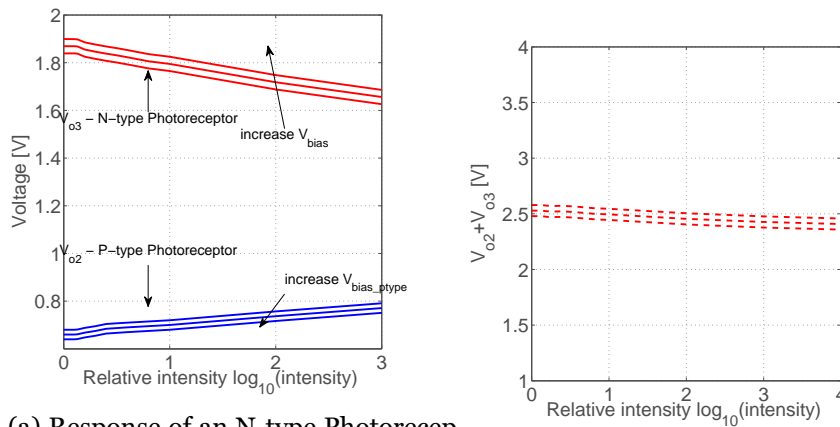 2
1.8
1.6
1.4
1.2
1
0.8
Voltage [V]
V_o3 − N−type Photoreceptor
increase V_bias
V_o2 − P−type Photoreceptor
increase V_bias_ptype
0 1 2 3
Relative intensity log_10(intensity)
4
3.5
3
2.5
2
1.5
1
V_o2+V_o3 [V]
0 1 2 3 4
Relative intensity log_10(intensity)
(a) Response of an N-type Photorecep-